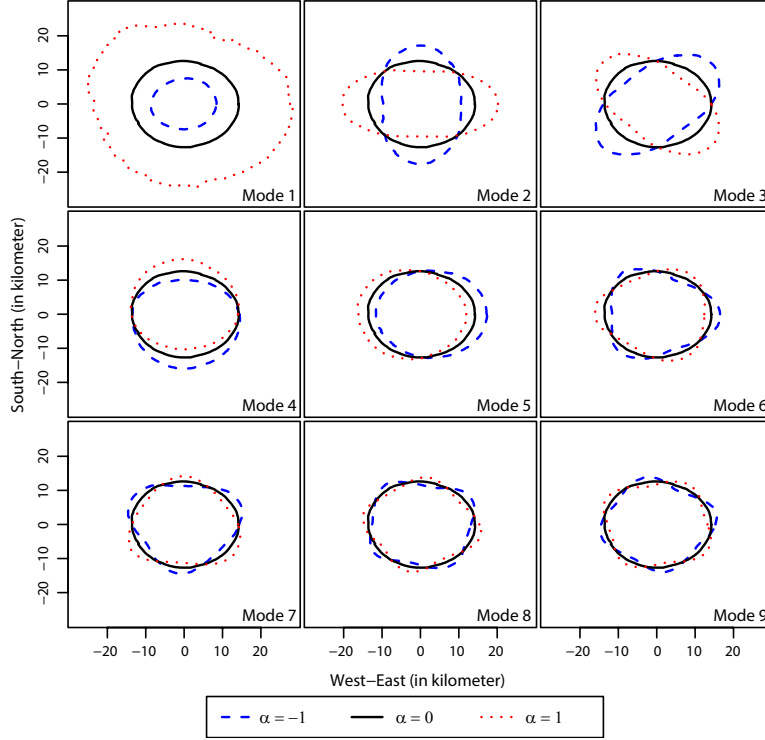 20
10
0
−10
−20
Mode 1
Mode 2
Mode 3
20
10
0
−10
−20
Mode 4
Mode 5
Mode 6
20
10
0
−10
−20
Mode 7
Mode 8
Mode 9
South−North (in kilometer)
−20 −10 0 10 20
−20 −10 0 10 20
−20 −10 0 10 20
West−East (in kilometer)
α = −1 α = 0 α = 1